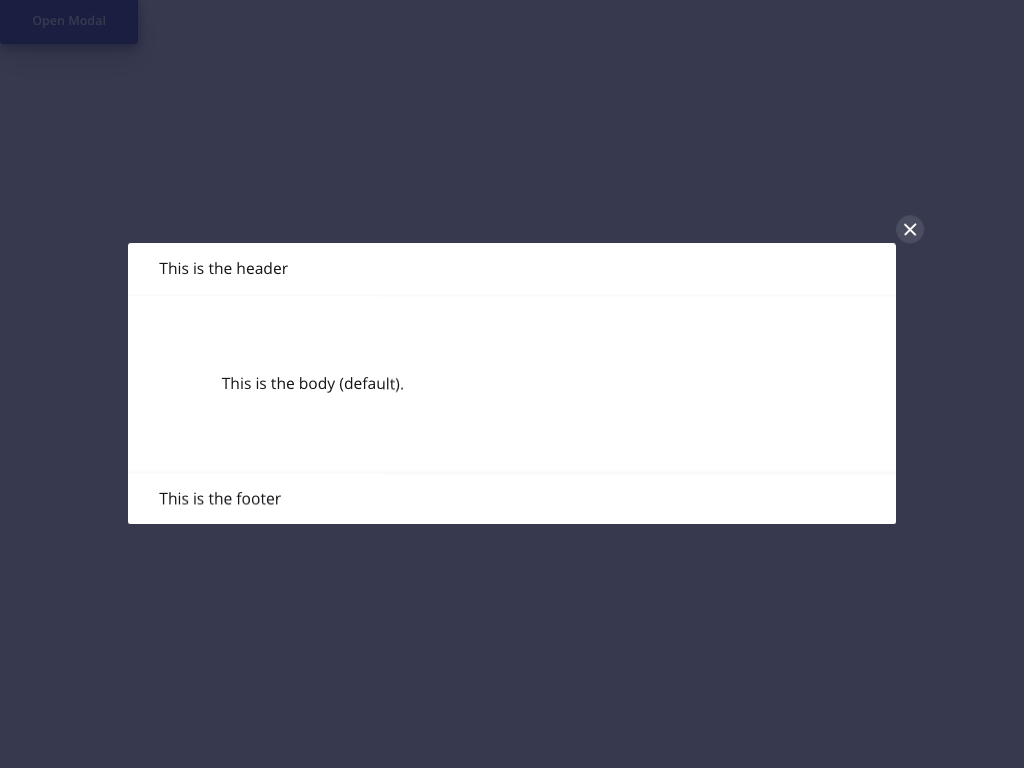 Open Modal
This is the header
This is the body (default).
This is the footer